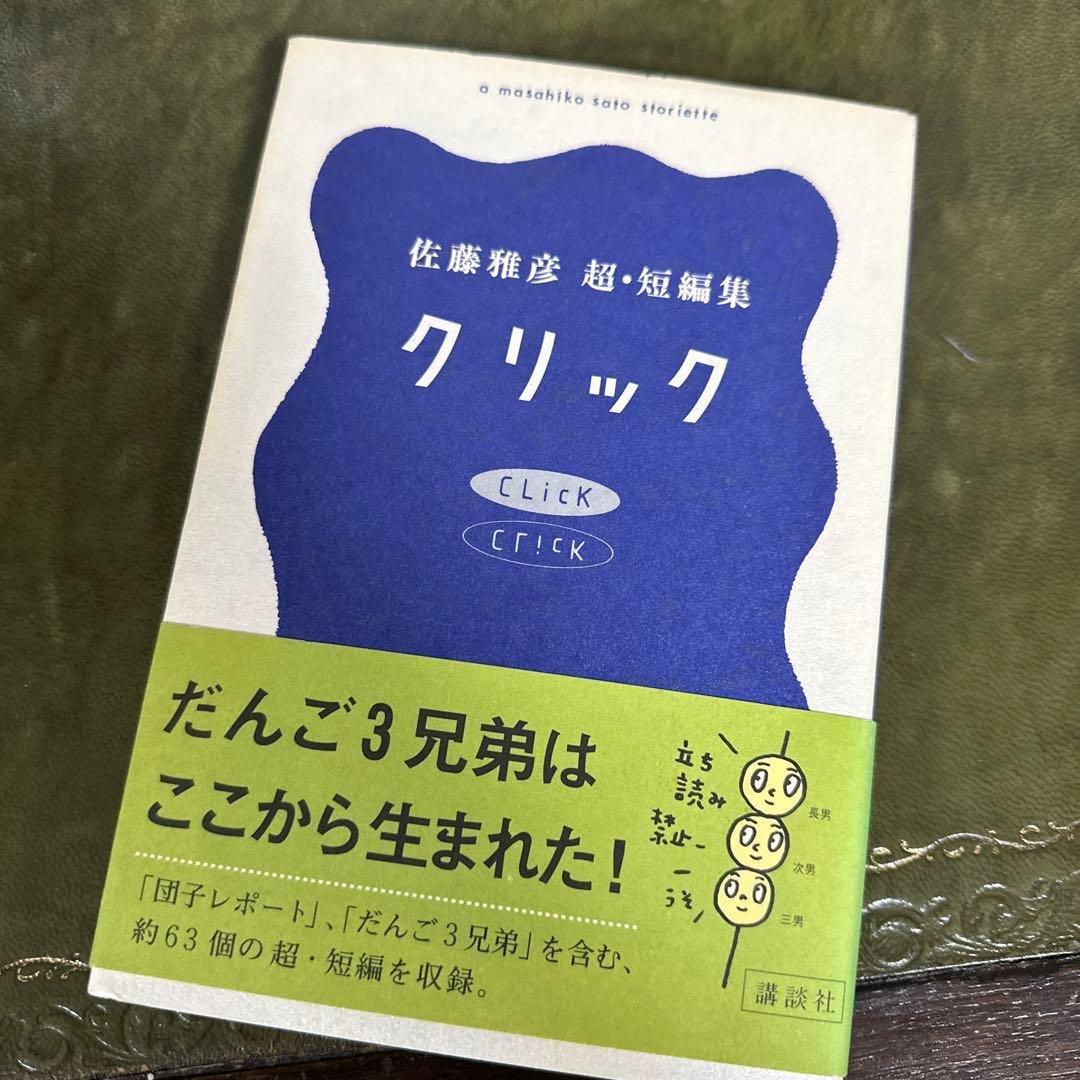 a masahiko sato storiette
佐藤雅彦 超・短編集
クリック
CLicK
CLicK
だんご3兄弟は
ここから生まれた!
「団子レポート」、「だんご3兄弟」を含む、
約63個の超・短編を収録。
立ち
読み
禁止ー
ー
うそ
長男
次男
三男
講談社